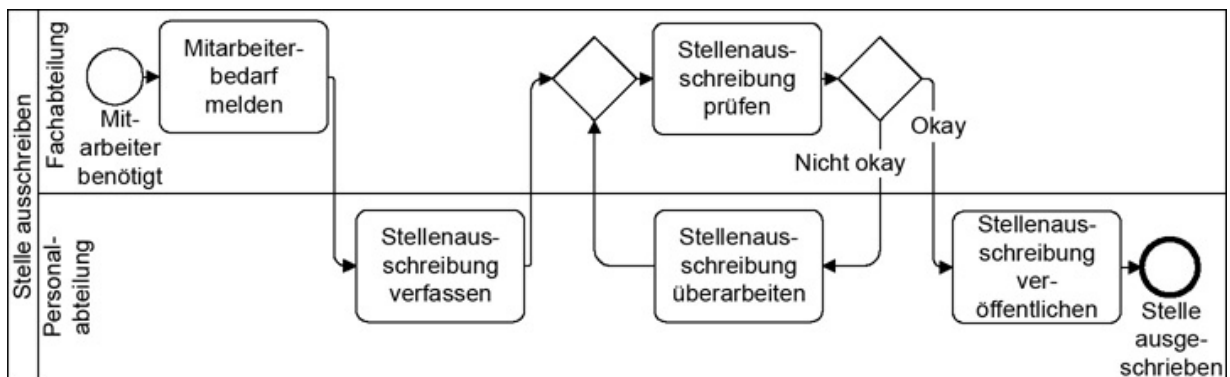 Stelle ausschreiben
Fachabteilung
Mit-
arbeiter
benötigt
Mitarbeiter-
bedarf
melden
Stellenaus-
schreibung
prüfen
Okay
Nicht okay
Personal-
abteilung
Stellenaus-
schreibung
verfassen
Stellenaus-
schreibung
überarbeiten
Stellenaus-
schreibung
ver-
öffentlichen
Stelle
ausge-
schrieben